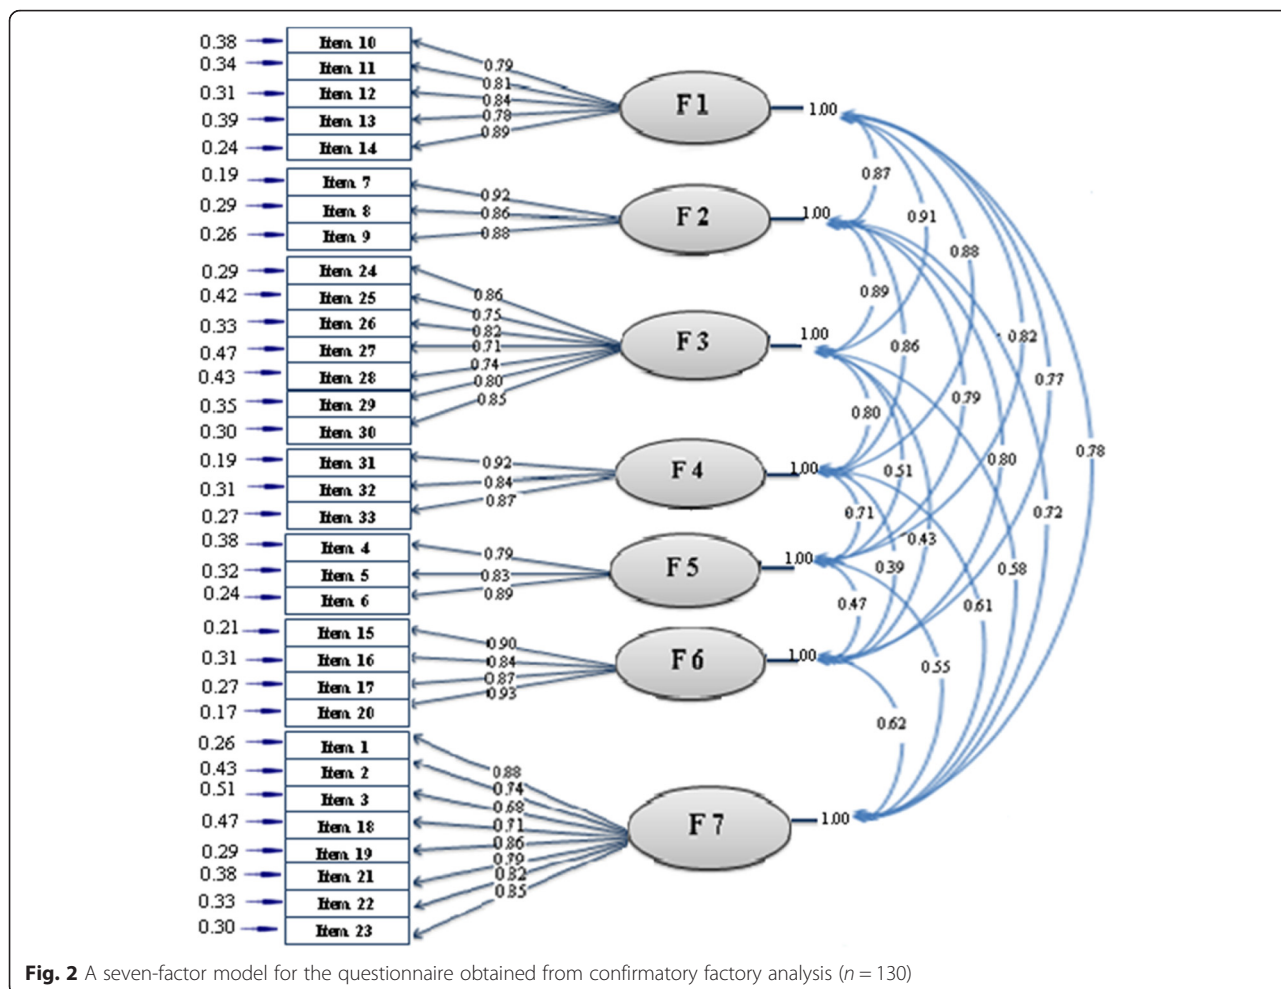 0.38 Item 10
0.34 Item 11
0.31 Item 12
0.39 Item 13
0.24 Item 14
0.79
0.81
0.84
0.78
0.89
F 1
1.00
0.19 Item 7
0.29 Item 8
0.26 Item 9
0.92
0.86
0.88
F 2
1.00
0.29 Item 24
0.42 Item 25
0.33 Item 26
0.47 Item 27
0.43 Item 28
0.35 Item 29
0.30 Item 30
0.86
0.75
0.82
0.71
0.74
0.80
0.85
F 3
1.00
0.19 Item 31
0.31 Item 32
0.27 Item 33
0.92
0.84
0.87
F 4
1.00
0.38 Item 4
0.32 Item 5
0.24 Item 6
0.79
0.83
0.89
F 5
1.00
0.21 Item 15
0.31 Item 16
0.27 Item 17
0.17 Item 20
0.90
0.84
0.87
0.93
F 6
1.00
0.26 Item 1
0.43 Item 2
0.51 Item 3
0.47 Item 18
0.29 Item 19
0.38 Item 21
0.33 Item 22
0.30 Item 23
0.88
0.74
0.68
0.71
0.86
0.79
0.82
0.85
F 7
1.00
0.87
0.91
0.88
0.89
0.86
0.82
0.77
0.79
0.80
0.78
0.80
0.51
0.71
0.72
0.43
0.39
0.58
0.47
0.61
0.55
0.62
Fig. 2 A seven-factor model for the questionnaire obtained from confirmatory factory analysis (n = 130)